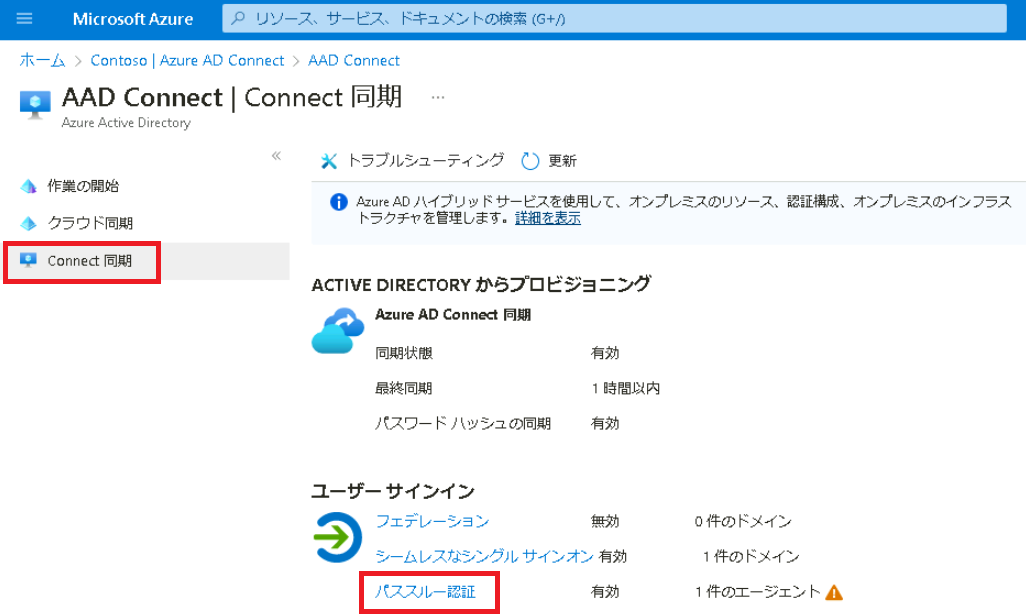 Microsoft Azure
リソース、サービス、ドキュメントの検索 (G+/)
ホーム > Contoso | Azure AD Connect > AAD Connect
AAD Connect | Connect 同期 ...
Azure Active Directory
«
トラブルシューティング 更新
作業の開始
クラウド同期
Connect 同期
Azure AD ハイブリッド サービスを使用して、オンプレミスのリソース、認証構成、オンプレミスのインフラス
トラクチャを管理します。詳細を表示
ACTIVE DIRECTORY からプロビジョニング
Azure AD Connect 同期
同期状態 有効
最終同期 1 時間以内
パスワード ハッシュの同期 有効
ユーザー サインイン
フェデレーション 無効 0 件のドメイン
シームレスなシングル サインオン 有効 1 件のドメイン
パススルー認証 有効 1 件のエージェント